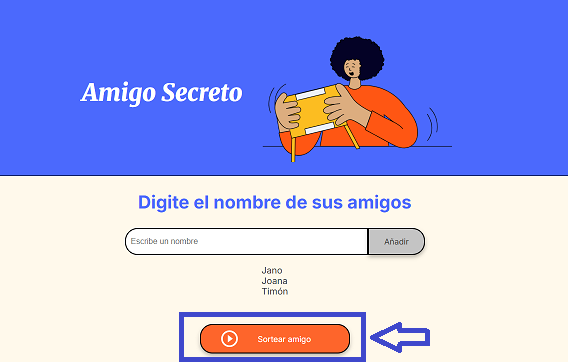 Amigo Secreto
Digite el nombre de sus amigos
Escribe un nombre
Añadir
Jano
Joana
Timón
Sortear amigo